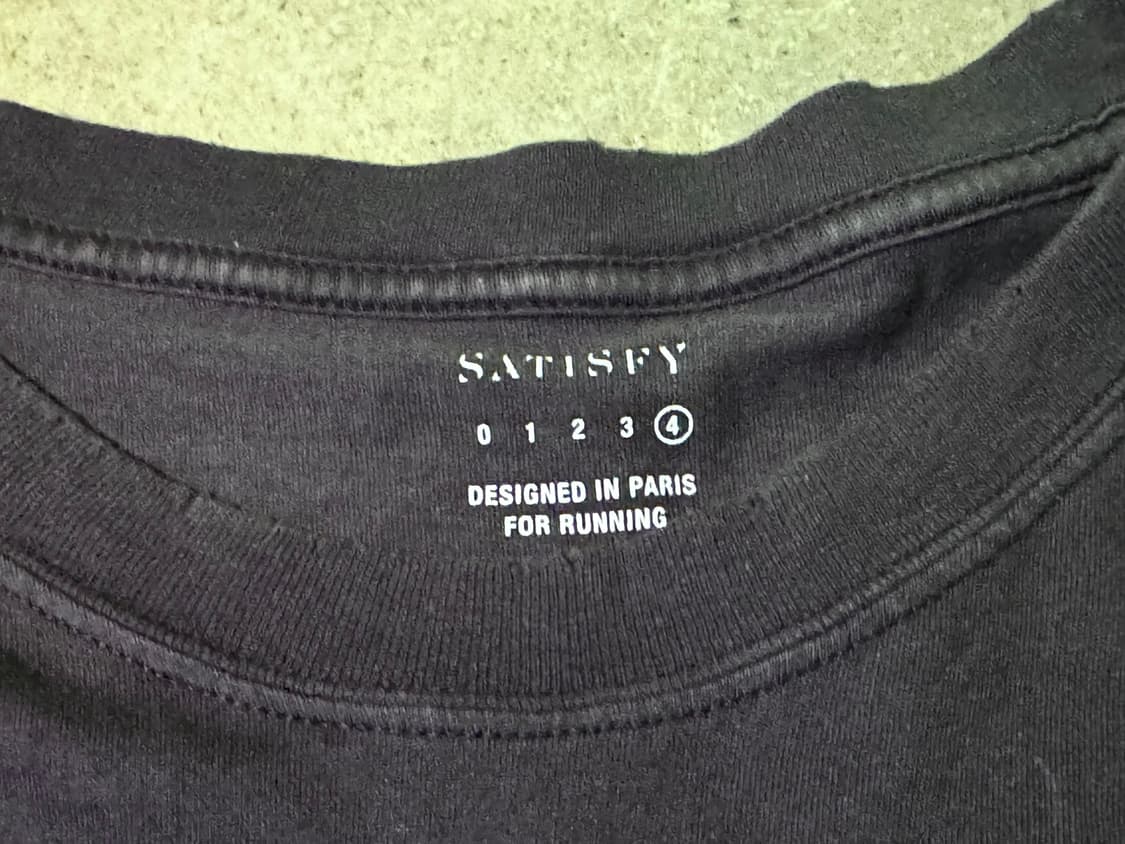 SATISFY
0 1 2 3 4
DESIGNED IN PARIS
FOR RUNNING